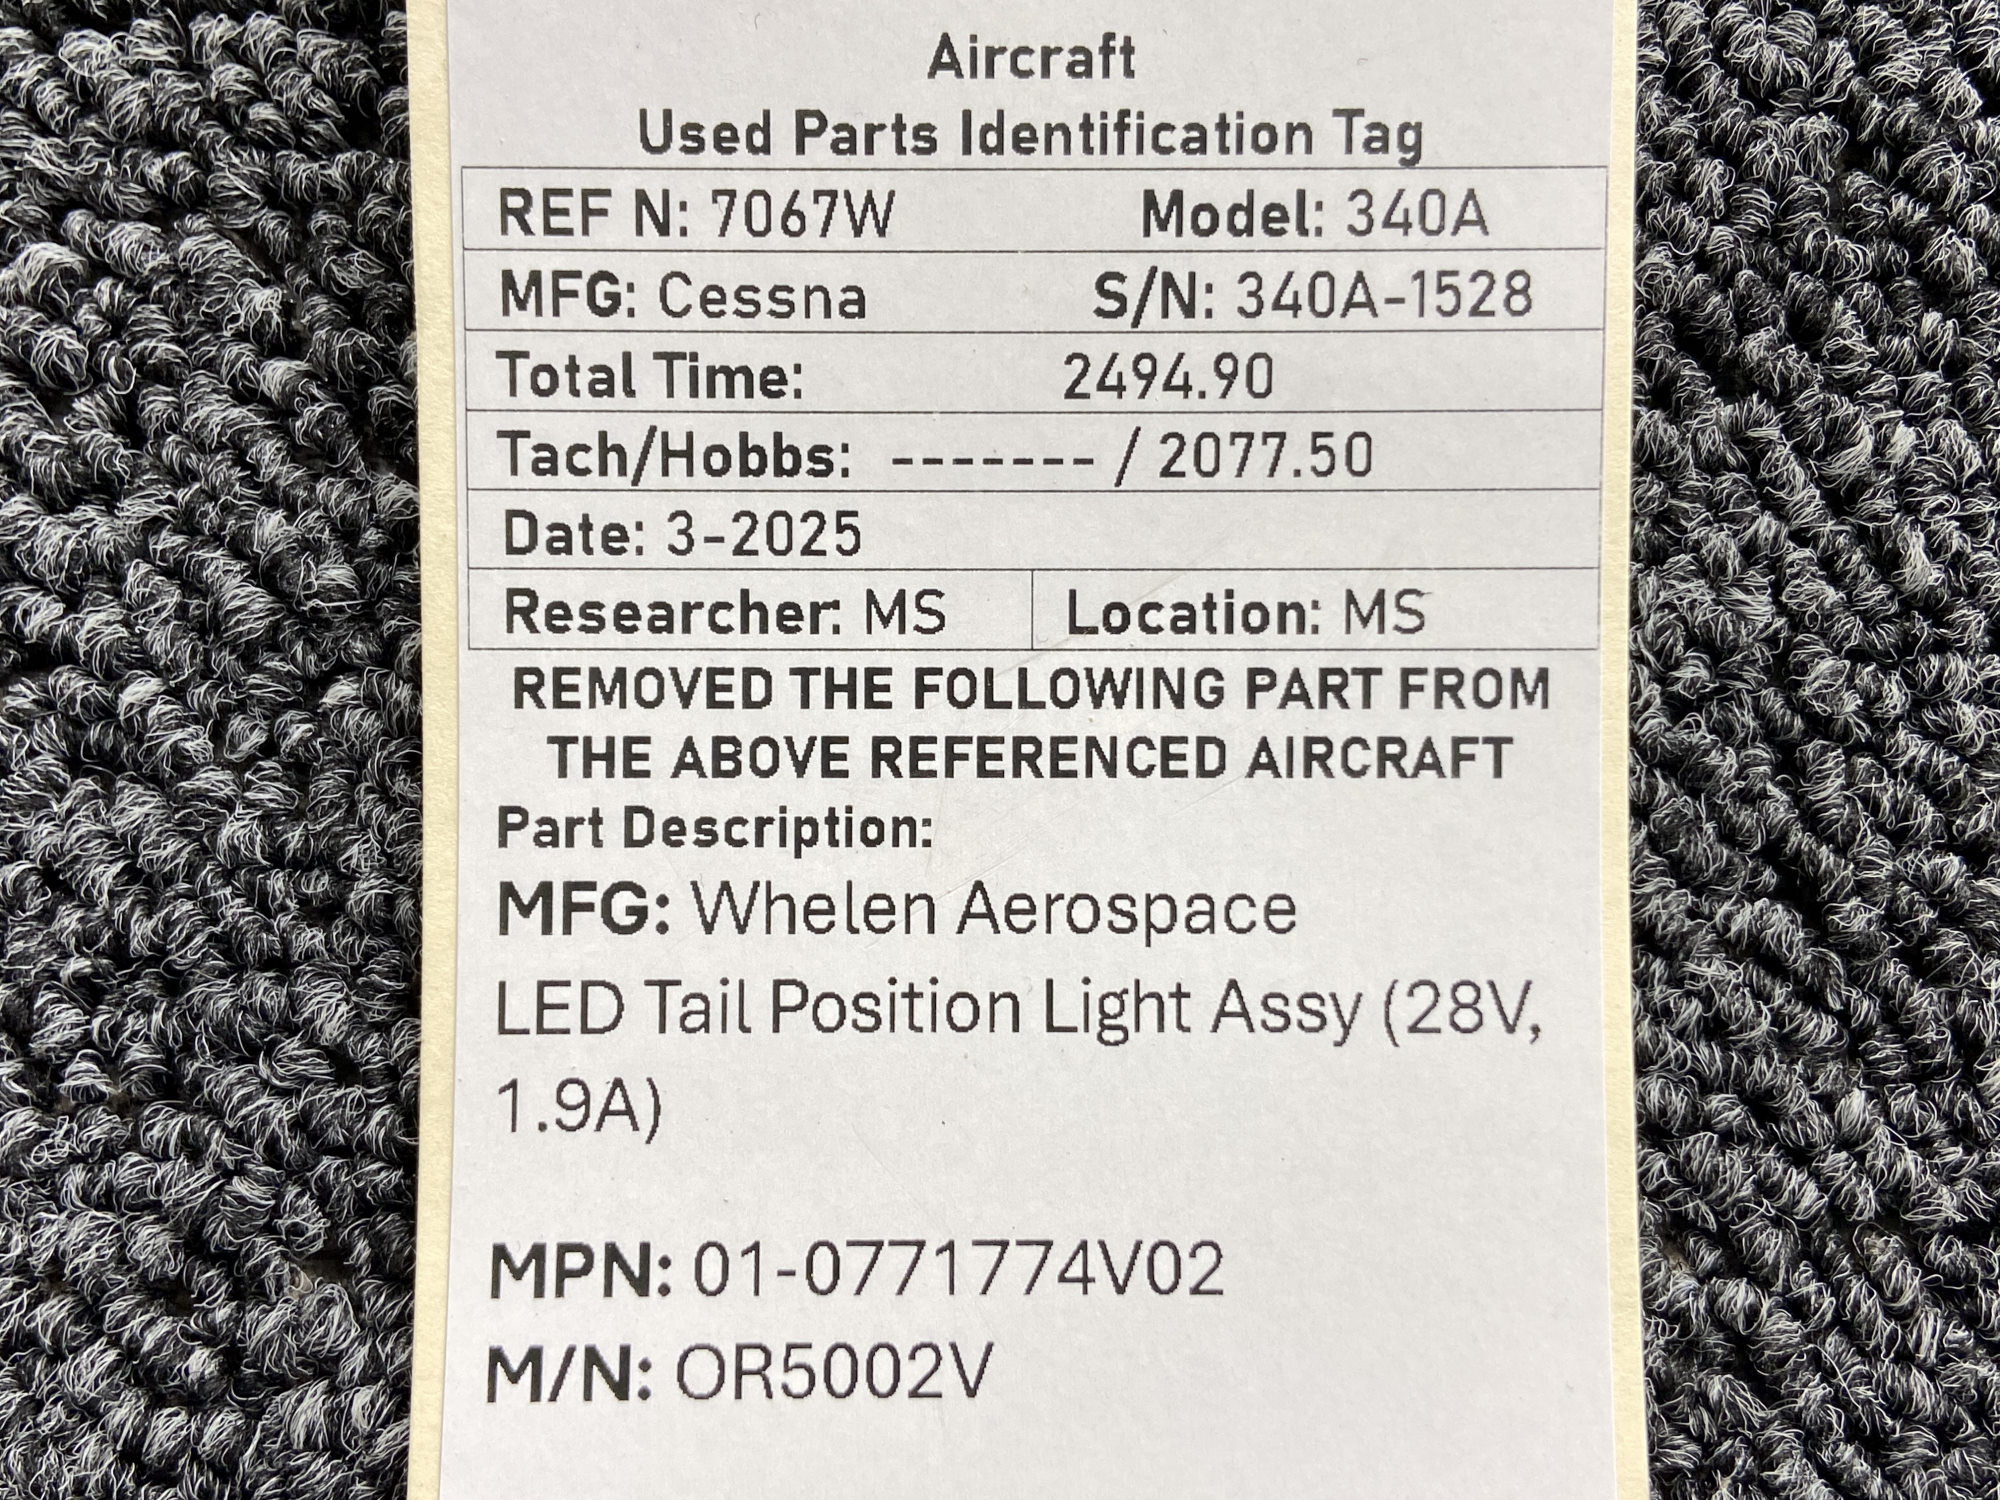 Aircraft
Used Parts Identification Tag
REF N: 7067W Model: 340A
MFG: Cessna S/N: 340A-1528
Total Time: 2494.90
Tach/Hobbs: ------- / 2077.50
Date: 3-2025
Researcher: MS Location: MS
REMOVED THE FOLLOWING PART FROM
THE ABOVE REFERENCED AIRCRAFT
Part Description:
MFG: Whelen Aerospace
LED Tail Position Light Assy (28V,
1.9A)
MPN: 01-0771774V02
M/N: OR5002V